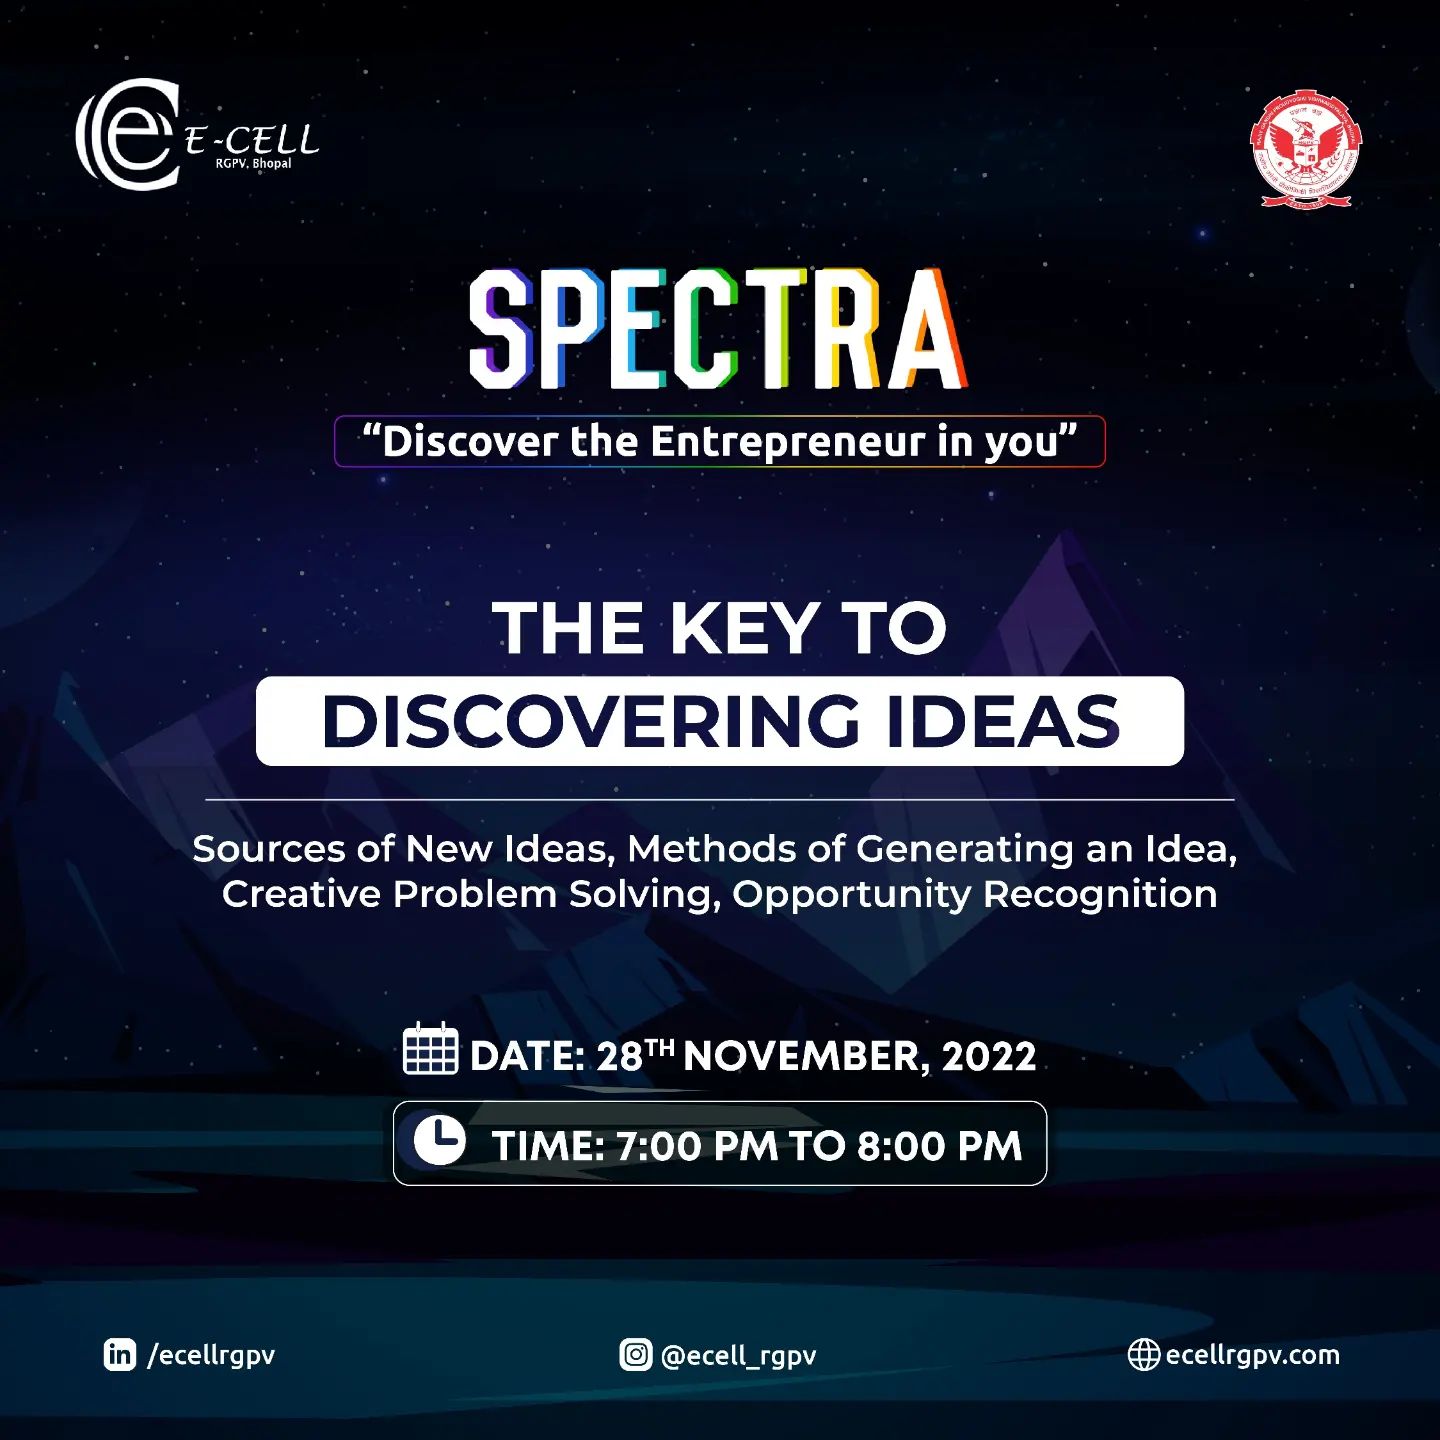 E-CELL
RGPV, Bhopal
SPECTRA
“Discover the Entrepreneur in you”
THE KEY TO
DISCOVERING IDEAS
Sources of New Ideas, Methods of Generating an Idea,
Creative Problem Solving, Opportunity Recognition
DATE: 28TH NOVEMBER, 2022
TIME: 7:00 PM TO 8:00 PM
/ecellrgpv
@ecell_rgpv
ecellrgpv.com